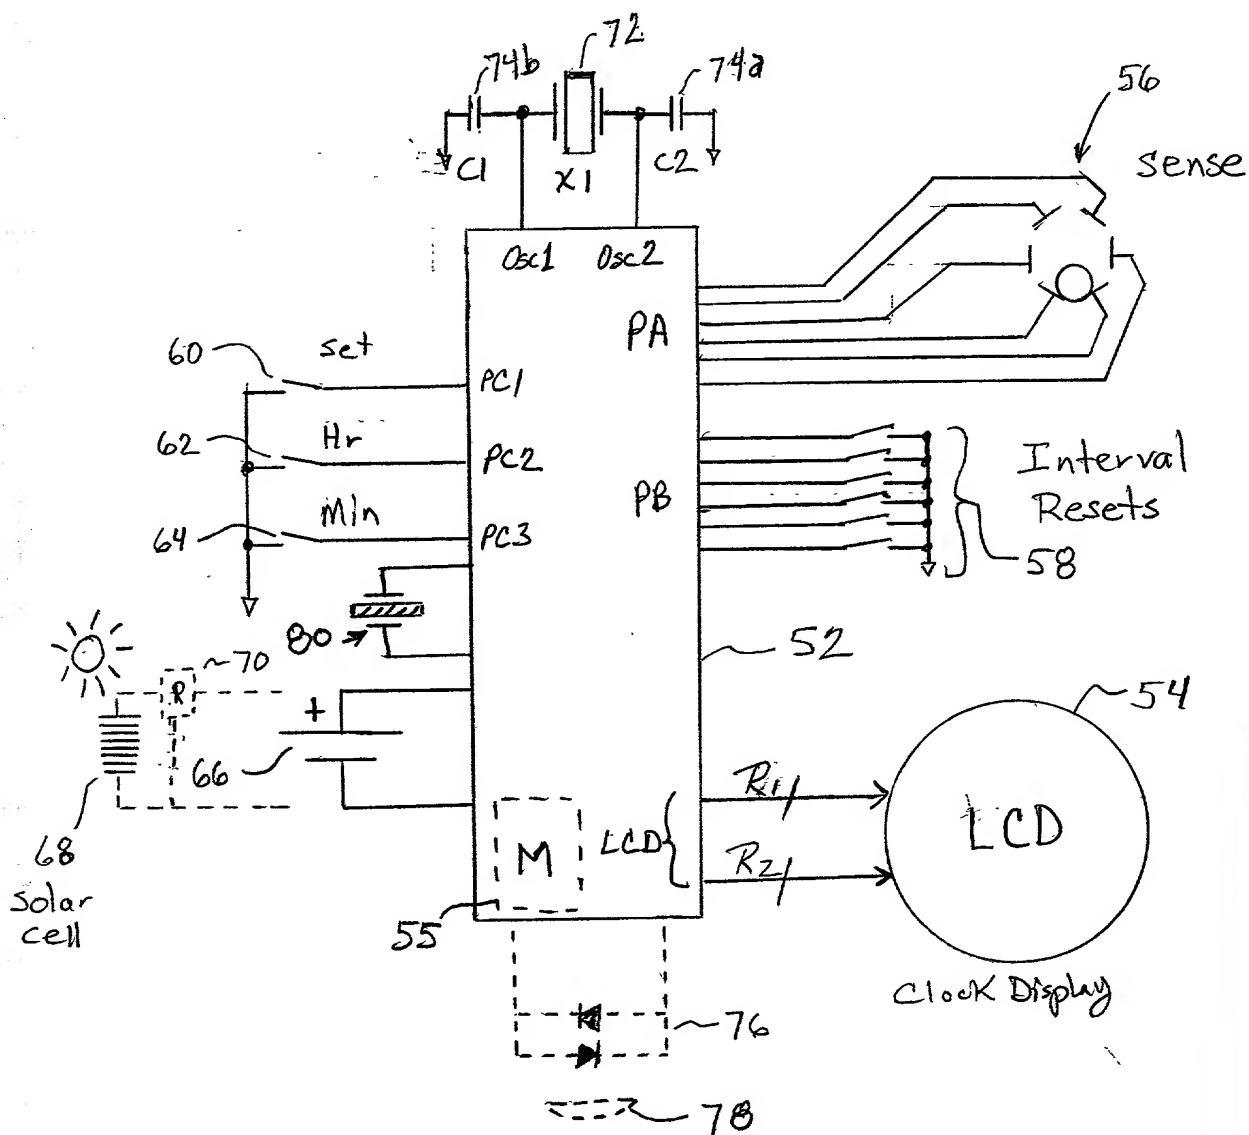 72
74b
74a
56
C1
X1
C2
sense
Osc1
Osc2
PA
60
set
PC1
62
Hr
PC2
Interval
Resets
PB
64
Min
PC3
58
80
52
70
R
+
66
54
68
solar
cell
R1
LCD
R2
LCD
M
55
Clock Display
76
78